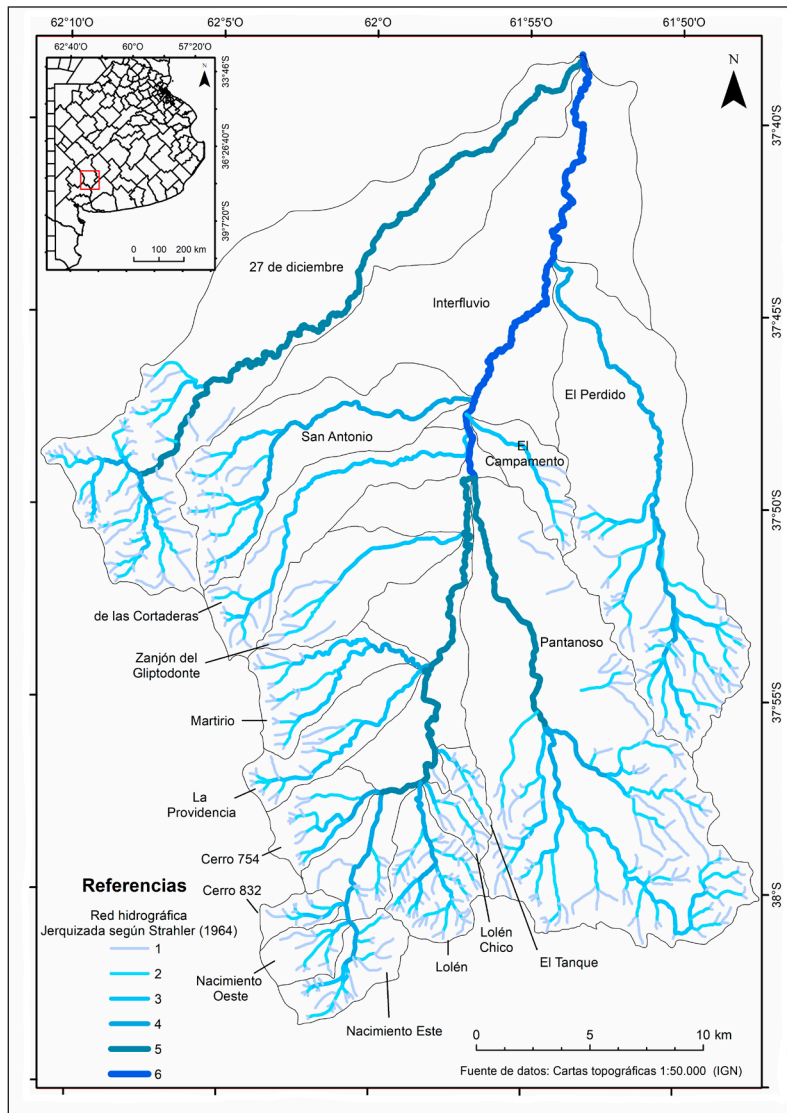 62°10'O
62°5'O
62°O
61°55'O
61°50'O
62°40'O
60°O
57°20'O
33°46'S
36°26'40"S
39°7'20"S
N
0 100 200 km
N
37°40'S
37°45'S
37°50'S
37°55'S
38°S
27 de diciembre
Interfluvio
El Perdido
San Antonio
El
Campamento
de las Cortaderas
Pantanoso
Zanjón del
Gliptodonte
Martirio
La
Providencia
Cerro 754
Cerro 832
Nacimiento
Oeste
Nacimiento Este
Lolén
Lolén
Chico
El Tanque
Referencias
Red hidrográfica
Jerquizada según Strahler (1964)
1
2
3
4
5
6
0 5 10 km
Fuente de datos: Cartas topográficas 1:50.000 (IGN)